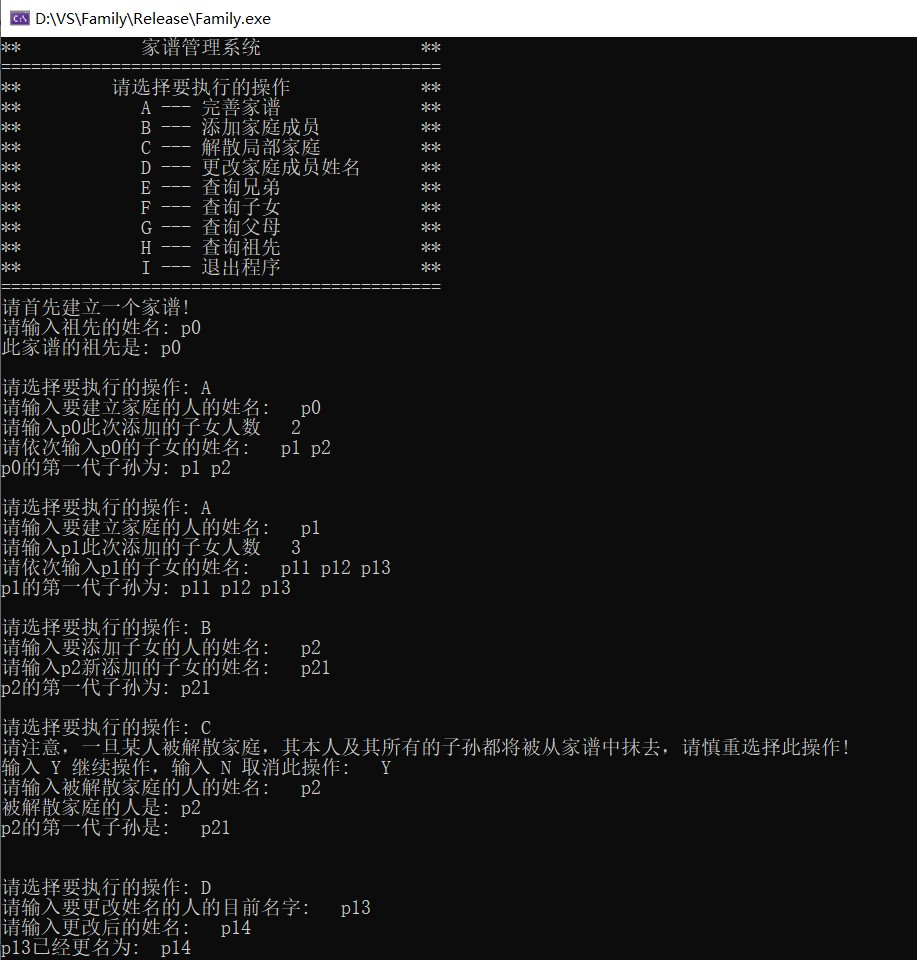 D:\VS\Family\Release\Family.exe
** 家谱管理系统 **
============================================
** 请选择要执行的操作 **
** A --- 完善家谱 **
** B --- 添加家庭成员 **
** C --- 解散局部家庭 **
** D --- 更改家庭成员姓名 **
** E --- 查询兄弟 **
** F --- 查询子女 **
** G --- 查询父母 **
** H --- 查询祖先 **
** I --- 退出程序 **
============================================
请首先建立一个家谱!
请输入祖先的姓名: p0
此家谱的祖先是: p0
请选择要执行的操作: A
请输入要建立家庭的人的姓名: p0
请输入p0此次添加的子女人数 2
请依次输入p0的子女的姓名: p1 p2
p0的第一代子孙为: p1 p2
请选择要执行的操作: A
请输入要建立家庭的人的姓名: p1
请输入p1此次添加的子女人数 3
请依次输入p1的子女的姓名: p11 p12 p13
p1的第一代子孙为: p11 p12 p13
请选择要执行的操作: B
请输入要添加子女的人的姓名: p2
请输入p2新添加的子女的姓名: p21
p2的第一代子孙为: p21
请选择要执行的操作: C
请注意，一旦某人被解散家庭，其本人及其所有的子孙都将被从家谱中抹去，请慎重选择此操作!
输入 Y 继续操作，输入 N 取消此操作: Y
请输入被解散家庭的人的姓名: p2
被解散家庭的人是: p2
p2的第一代子孙是: p21
请选择要执行的操作: D
请输入要更改姓名的人的目前名字: p13
请输入更改后的姓名: p14
p13已经更名为: p14